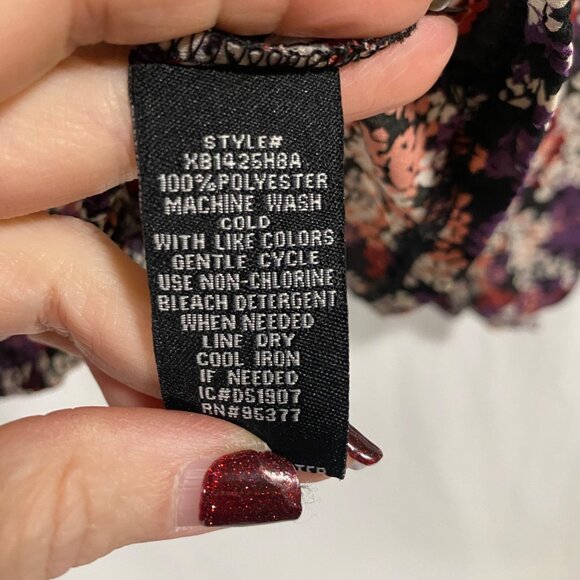 STYLE#
XB1425H8A
100%POLYESTER
MACHINE WASH
COLD
WITH LIKE COLORS
GENTLE CYCLE
USE NON-CHLORINE
BLEACH DETERGENT
WHEN NEEDED
LINE DRY
COOL IRON
IF NEEDED
IC#DS1907
RN#95377